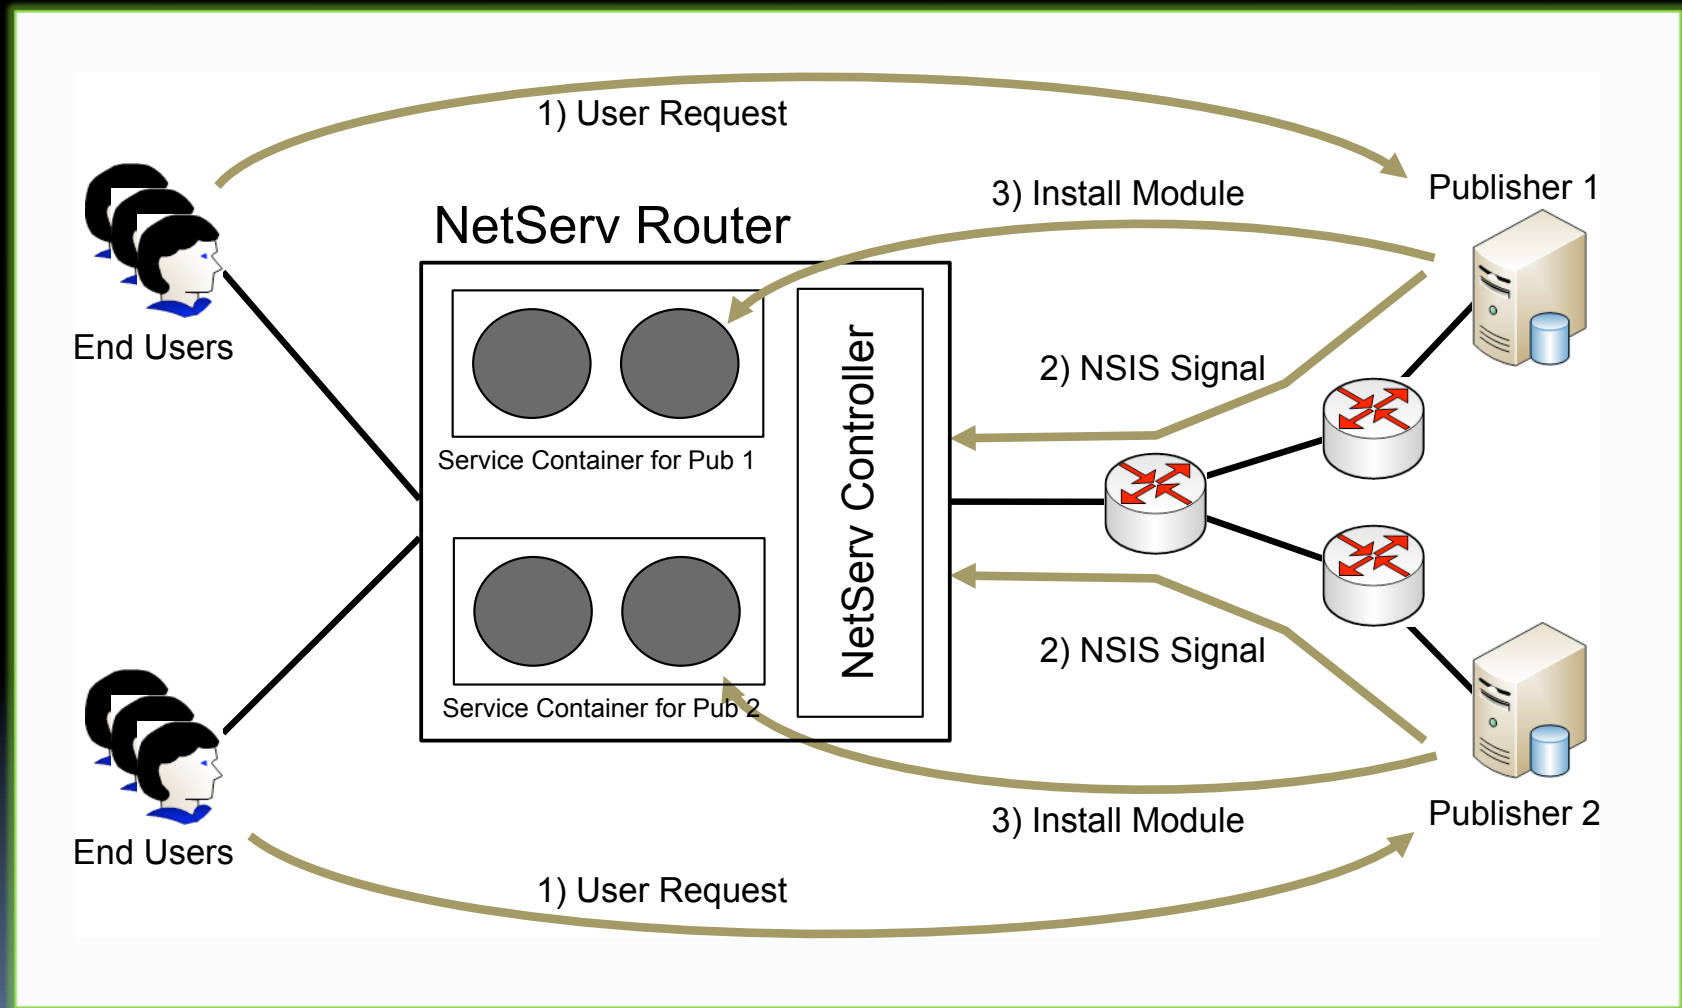 1) User Request
3) Install Module
Publisher 1
NetServ Router
End Users
2) NSIS Signal
Service Container for Pub 1
NetServ Controller
2) NSIS Signal
Service Container for Pub 2
3) Install Module
Publisher 2
End Users
1) User Request